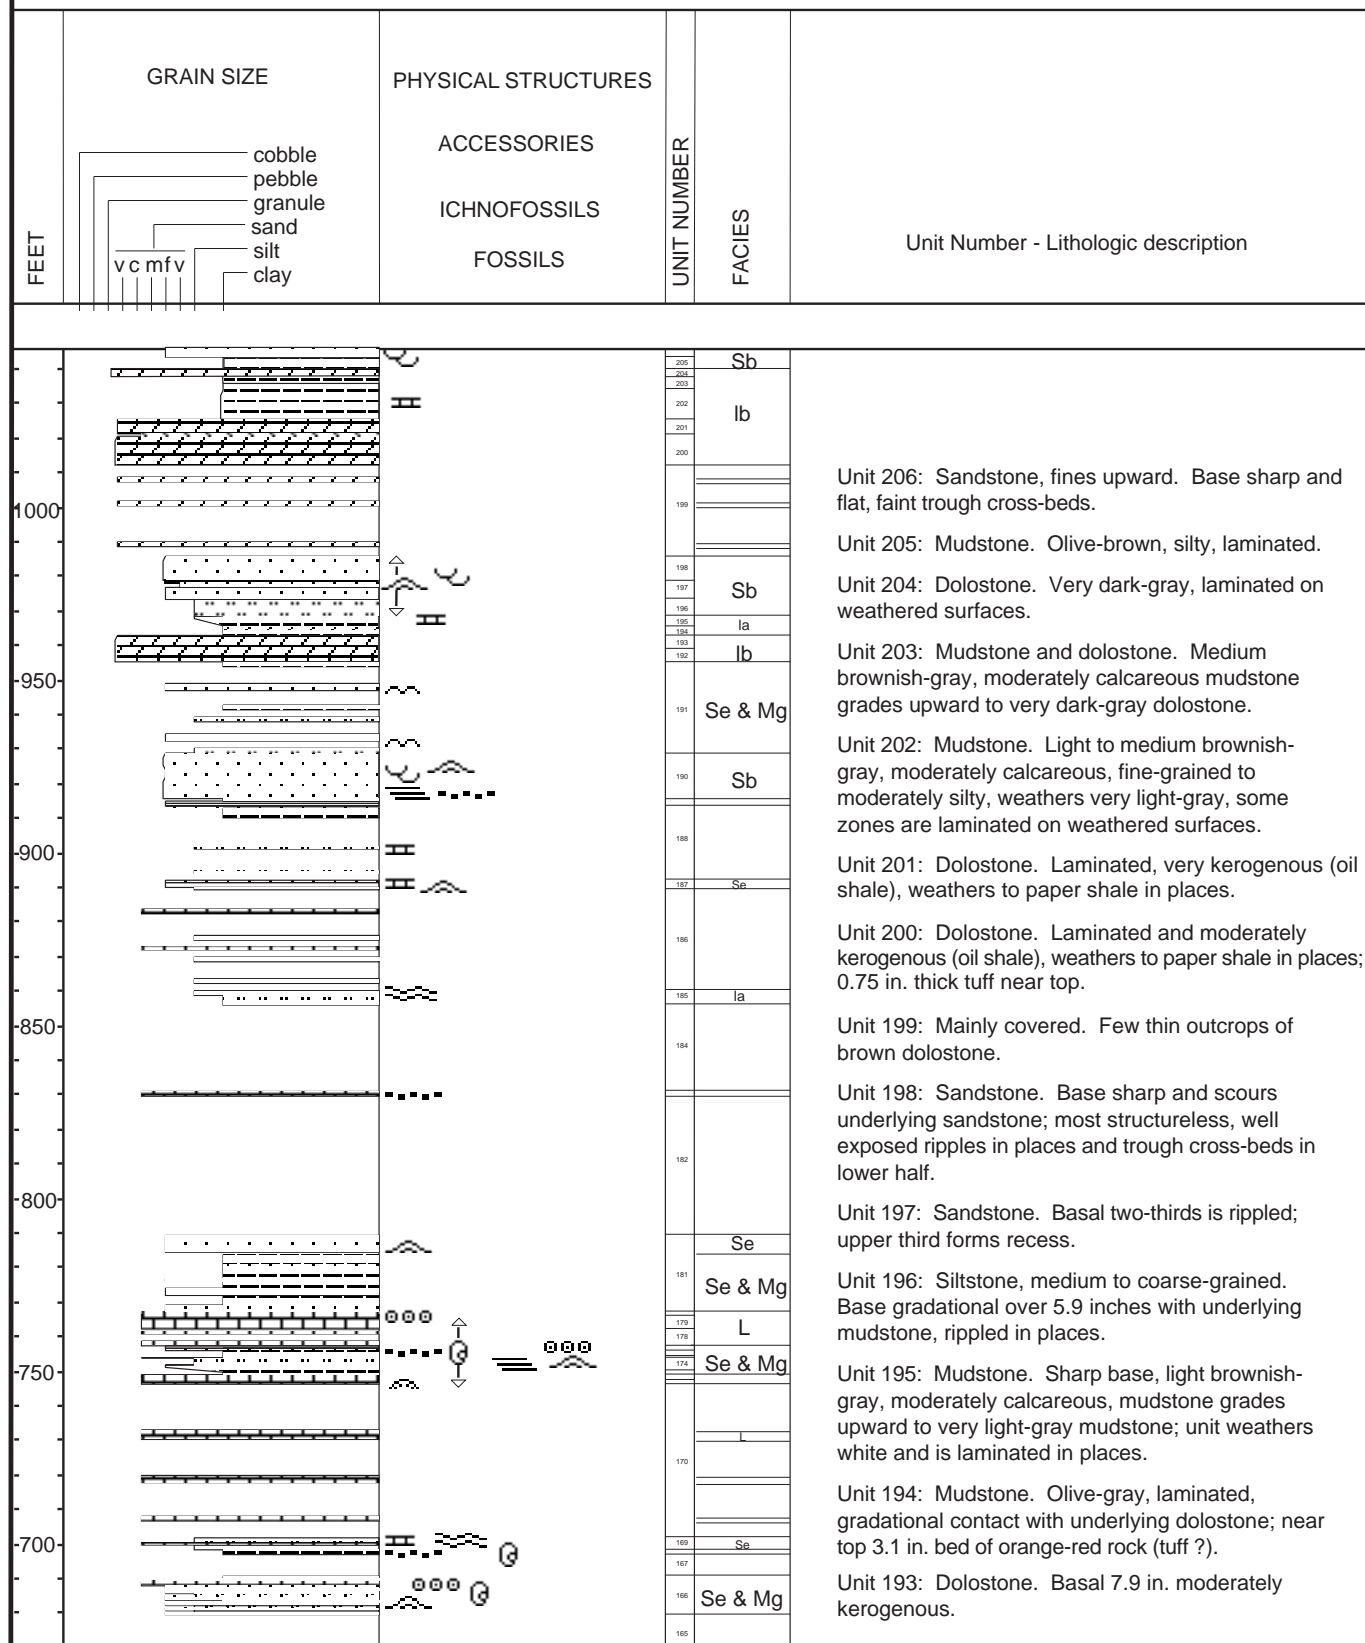 GRAIN SIZE
cobble
pebble
granule
sand
silt
clay
v c m f v
FEET
PHYSICAL STRUCTURES
ACCESSORIES
ICHNOFOSSILS
FOSSILS
UNIT NUMBER
FACIES
Unit Number - Lithologic description
1000
950
900
850
800
750
700
205
204
203
202
201
200
199
198
197
196
195
194
193
192
191
190
188
187
186
185
184
182
181
179
178
174
170
169
167
166
165
Sb
Ib
Sb
Ia
Ib
Se & Mg
Sb
Se
Ia
Se
Se & Mg
L
Se & Mg
L
Se
Se & Mg
Unit 206: Sandstone, fines upward. Base sharp and
flat, faint trough cross-beds.
Unit 205: Mudstone. Olive-brown, silty, laminated.
Unit 204: Dolostone. Very dark-gray, laminated on
weathered surfaces.
Unit 203: Mudstone and dolostone. Medium
brownish-gray, moderately calcareous mudstone
grades upward to very dark-gray dolostone.
Unit 202: Mudstone. Light to medium brownish-
gray, moderately calcareous, fine-grained to
moderately silty, weathers very light-gray, some
zones are laminated on weathered surfaces.
Unit 201: Dolostone. Laminated, very kerogenous (oil
shale), weathers to paper shale in places.
Unit 200: Dolostone. Laminated and moderately
kerogenous (oil shale), weathers to paper shale in places;
0.75 in. thick tuff near top.
Unit 199: Mainly covered. Few thin outcrops of
brown dolostone.
Unit 198: Sandstone. Base sharp and scours
underlying sandstone; most structureless, well
exposed ripples in places and trough cross-beds in
lower half.
Unit 197: Sandstone. Basal two-thirds is rippled;
upper third forms recess.
Unit 196: Siltstone, medium to coarse-grained.
Base gradational over 5.9 inches with underlying
mudstone, rippled in places.
Unit 195: Mudstone. Sharp base, light brownish-
gray, moderately calcareous, mudstone grades
upward to very light-gray mudstone; unit weathers
white and is laminated in places.
Unit 194: Mudstone. Olive-gray, laminated,
gradational contact with underlying dolostone; near
top 3.1 in. bed of orange-red rock (tuff ?).
Unit 193: Dolostone. Basal 7.9 in. moderately
kerogenous.